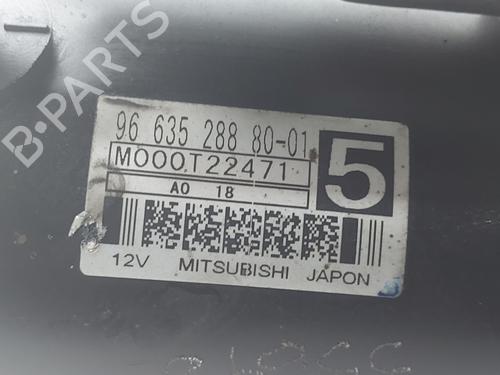 B-PARTS
96 635 288 80-01
5
M000T22471
A0 18
12V MITSUBISHI JAPON